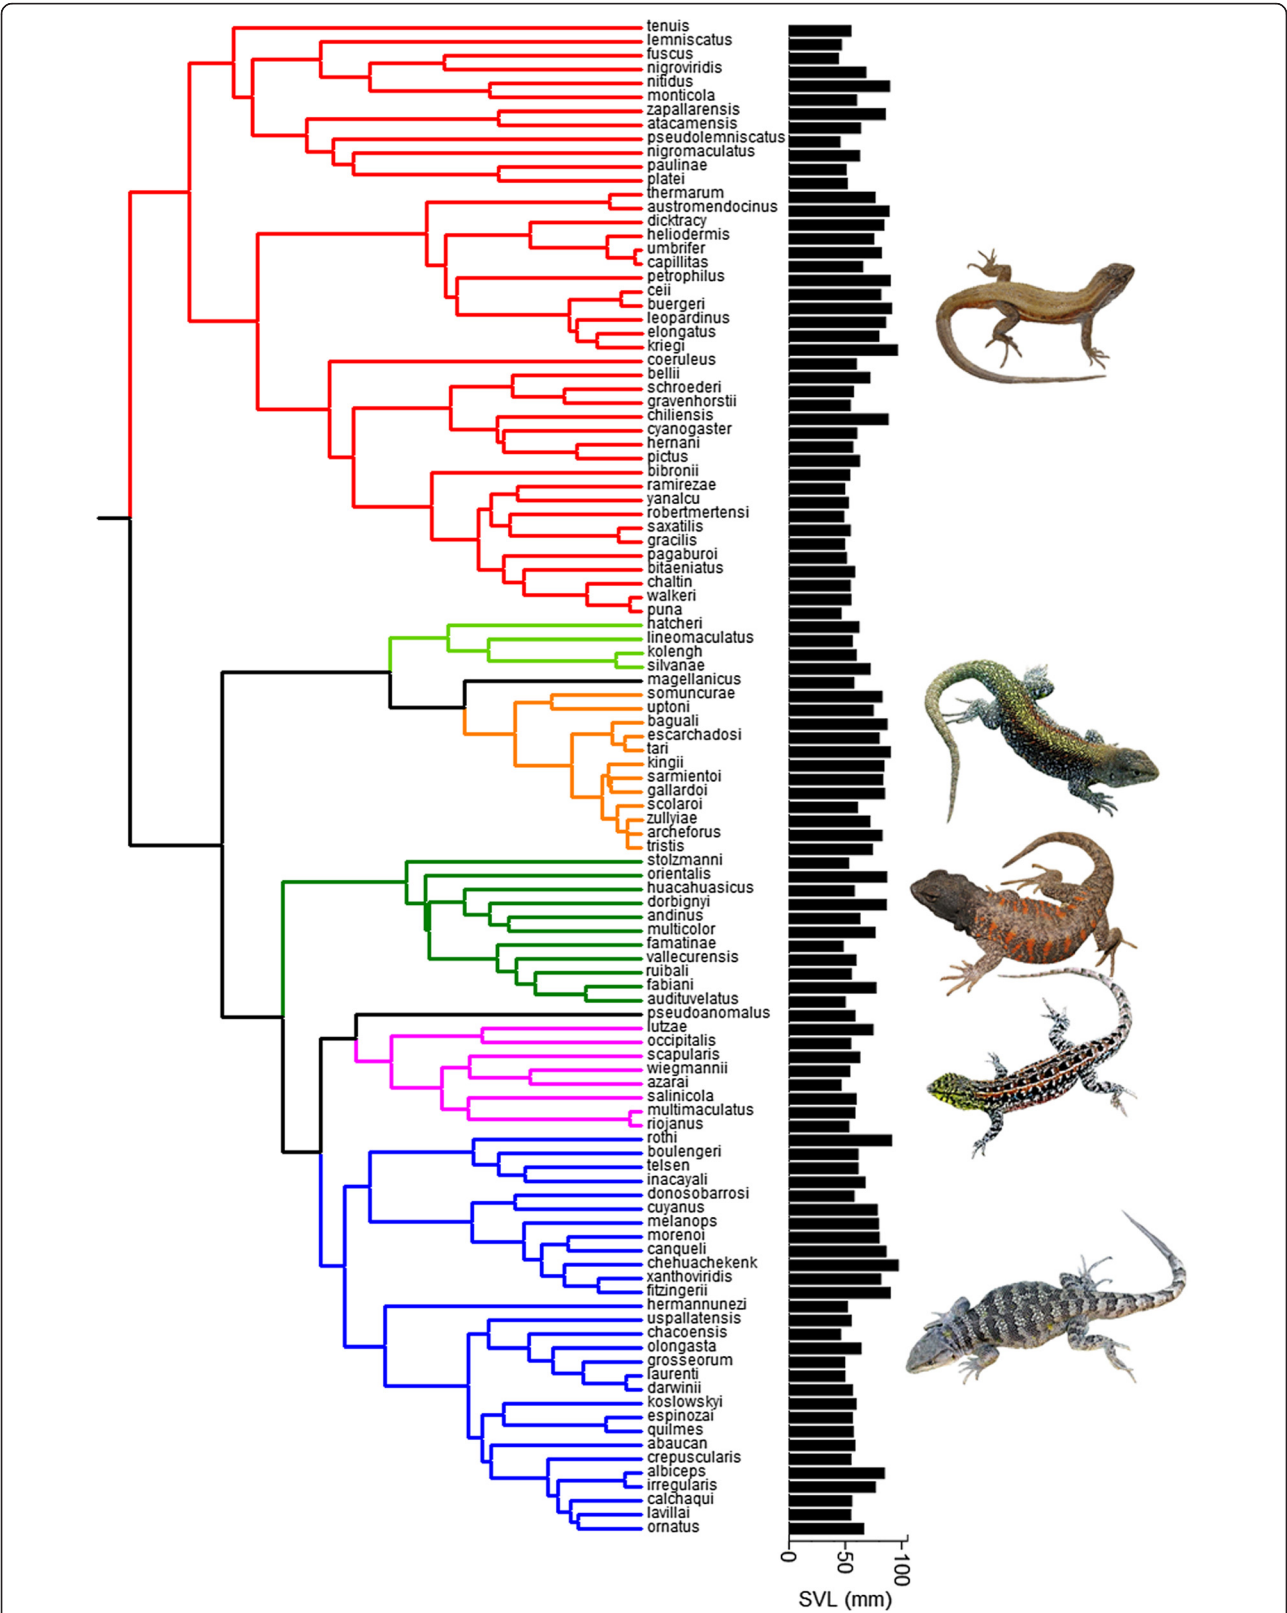 tenuis
lemniscatus
fuscus
nigroviridis
nitidus
monticola
zapallarensis
atacamensis
pseudolemniscatus
nigromaculatus
paulinae
platei
thermarum
austromendocinus
dicktracy
heliodermis
umbrifer
capillitas
petrophilus
ceii
buergeri
leopardinus
elongatus
kriegi
coeruleus
bellii
schroederi
gravenhorstii
chiliensis
cyanogaster
hernani
pictus
bibronii
ramirezae
yanalcu
robertmertensi
saxatilis
gracilis
pagaburoi
bitaeniatus
chaltin
walkeri
puna
hatcheri
lineomaculatus
kolengh
silvanae
magellanicus
somuncurae
uptoni
baguali
escarchadosi
tari
kingii
sarmientoi
gallardoi
scolaroi
zullyiae
archeforus
tristis
stolzmanni
orientalis
huacahuasicus
dorbignyi
andinus
multicolor
famatinae
vallecurensis
ruibali
fabiani
audituvelatus
pseudoanomalus
lutzae
occipitalis
scapularis
wiegmannii
azarai
salinicola
multimaculatus
riojanus
rothi
boulengeri
telsen
inacayali
donosobarrosi
cuyanus
melanops
morenoi
canqueli
chehuachekenk
xanthoviridis
fitzingerii
hermannunezi
uspallatensis
chacoensis
olongasta
grosseorum
laurenti
darwinii
koslowskyi
espinozai
quilmes
abaucan
crepuscularis
albiceps
irregularis
calchaqui
lavillai
ornatus
0 50 100
SVL (mm)